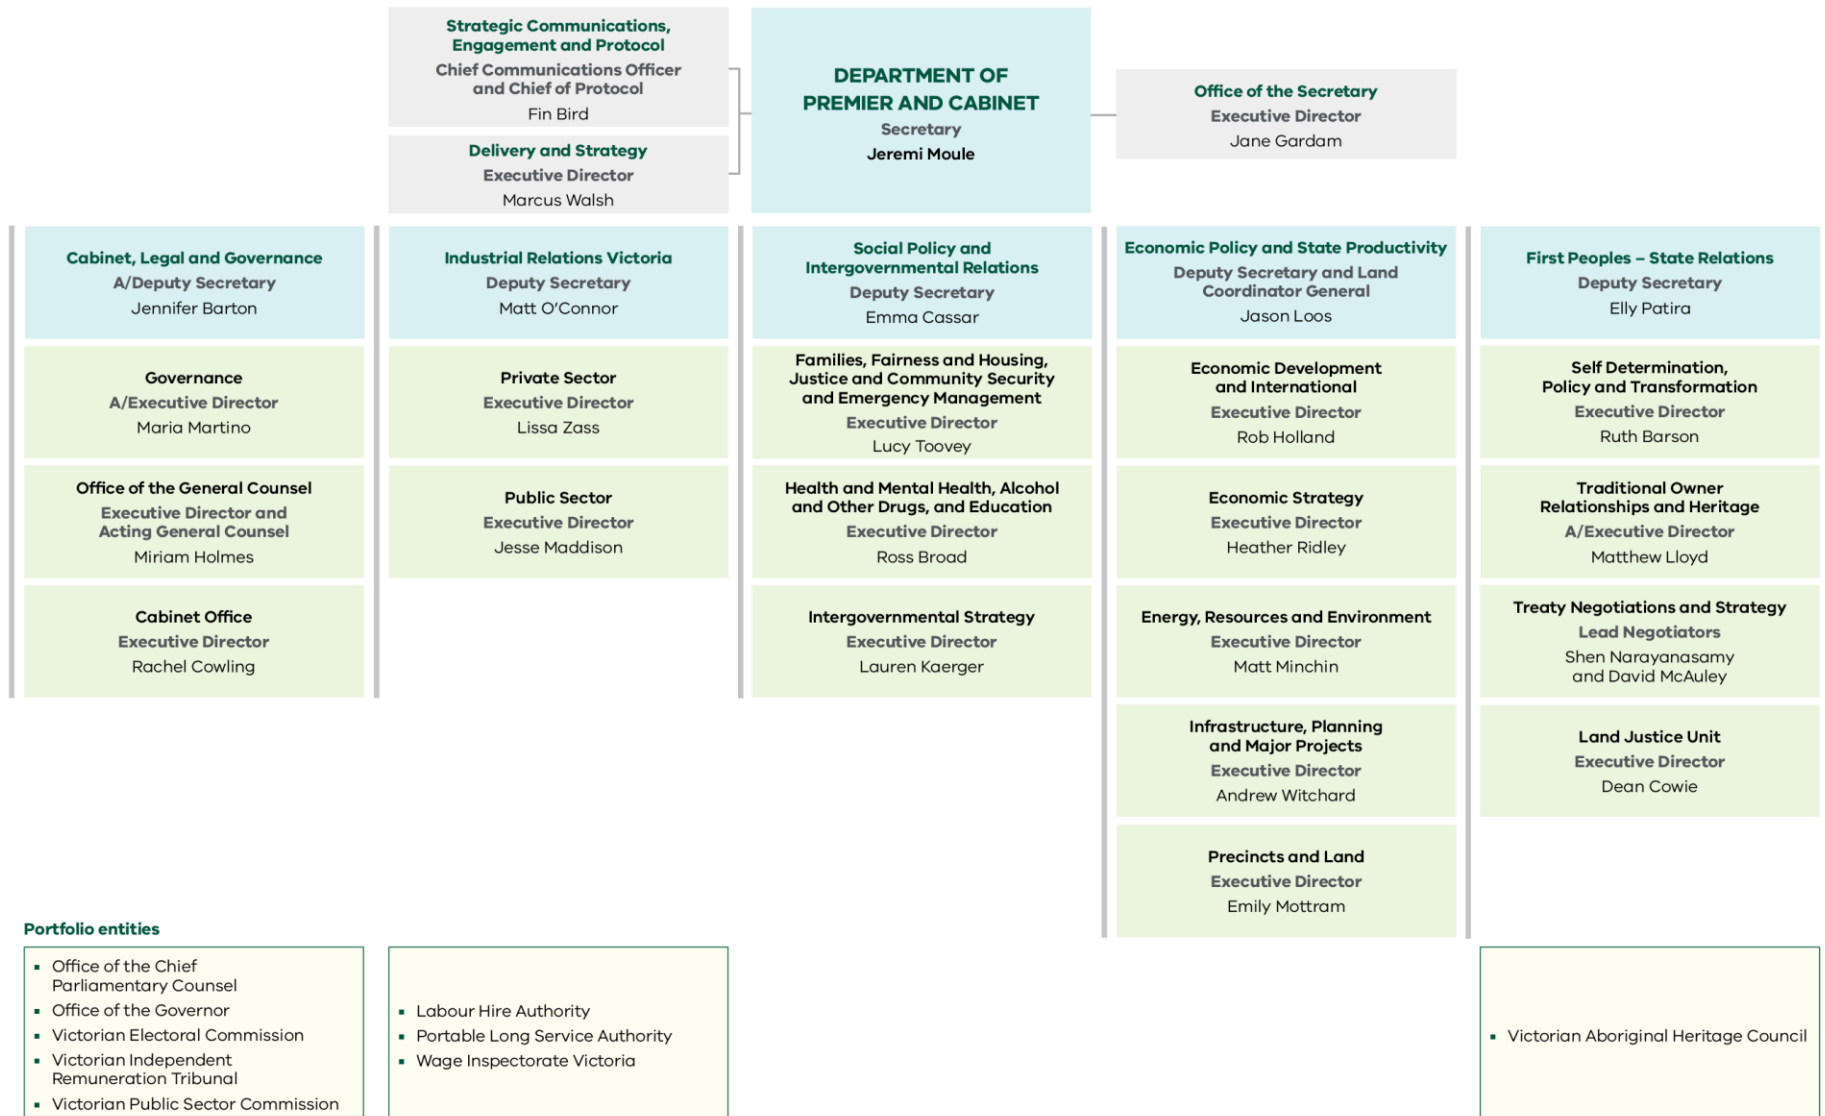 Strategic Communications,
Engagement and Protocol
Chief Communications Officer
and Chief of Protocol
Fin Bird
Delivery and Strategy
Executive Director
Marcus Walsh
DEPARTMENT OF
PREMIER AND CABINET
Secretary
Jeremi Moule
Office of the Secretary
Executive Director
Jane Gardam
Cabinet, Legal and Governance
A/Deputy Secretary
Jennifer Barton
Governance
A/Executive Director
Maria Martino
Office of the General Counsel
Executive Director and
Acting General Counsel
Miriam Holmes
Cabinet Office
Executive Director
Rachel Cowling
Industrial Relations Victoria
Deputy Secretary
Matt O’Connor
Private Sector
Executive Director
Lissa Zass
Public Sector
Executive Director
Jesse Maddison
Social Policy and
Intergovernmental Relations
Deputy Secretary
Emma Cassar
Families, Fairness and Housing,
Justice and Community Security
and Emergency Management
Executive Director
Lucy Toovey
Health and Mental Health, Alcohol
and Other Drugs, and Education
Executive Director
Ross Broad
Intergovernmental Strategy
Executive Director
Lauren Kaerger
Economic Policy and State Productivity
Deputy Secretary and Land
Coordinator General
Jason Loos
Economic Development
and International
Executive Director
Rob Holland
Economic Strategy
Executive Director
Heather Ridley
Energy, Resources and Environment
Executive Director
Matt Minchin
Infrastructure, Planning
and Major Projects
Executive Director
Andrew Witchard
Precincts and Land
Executive Director
Emily Mottram
First Peoples – State Relations
Deputy Secretary
Elly Patira
Self Determination,
Policy and Transformation
Executive Director
Ruth Barson
Traditional Owner
Relationships and Heritage
A/Executive Director
Matthew Lloyd
Treaty Negotiations and Strategy
Lead Negotiators
Shen Narayanasamy
and David McAuley
Land Justice Unit
Executive Director
Dean Cowie
Portfolio entities
▪ Office of the Chief
Parliamentary Counsel
▪ Office of the Governor
▪ Victorian Electoral Commission
▪ Victorian Independent
Remuneration Tribunal
▪ Victorian Public Sector Commission
▪ Labour Hire Authority
▪ Portable Long Service Authority
▪ Wage Inspectorate Victoria
▪ Victorian Aboriginal Heritage Council